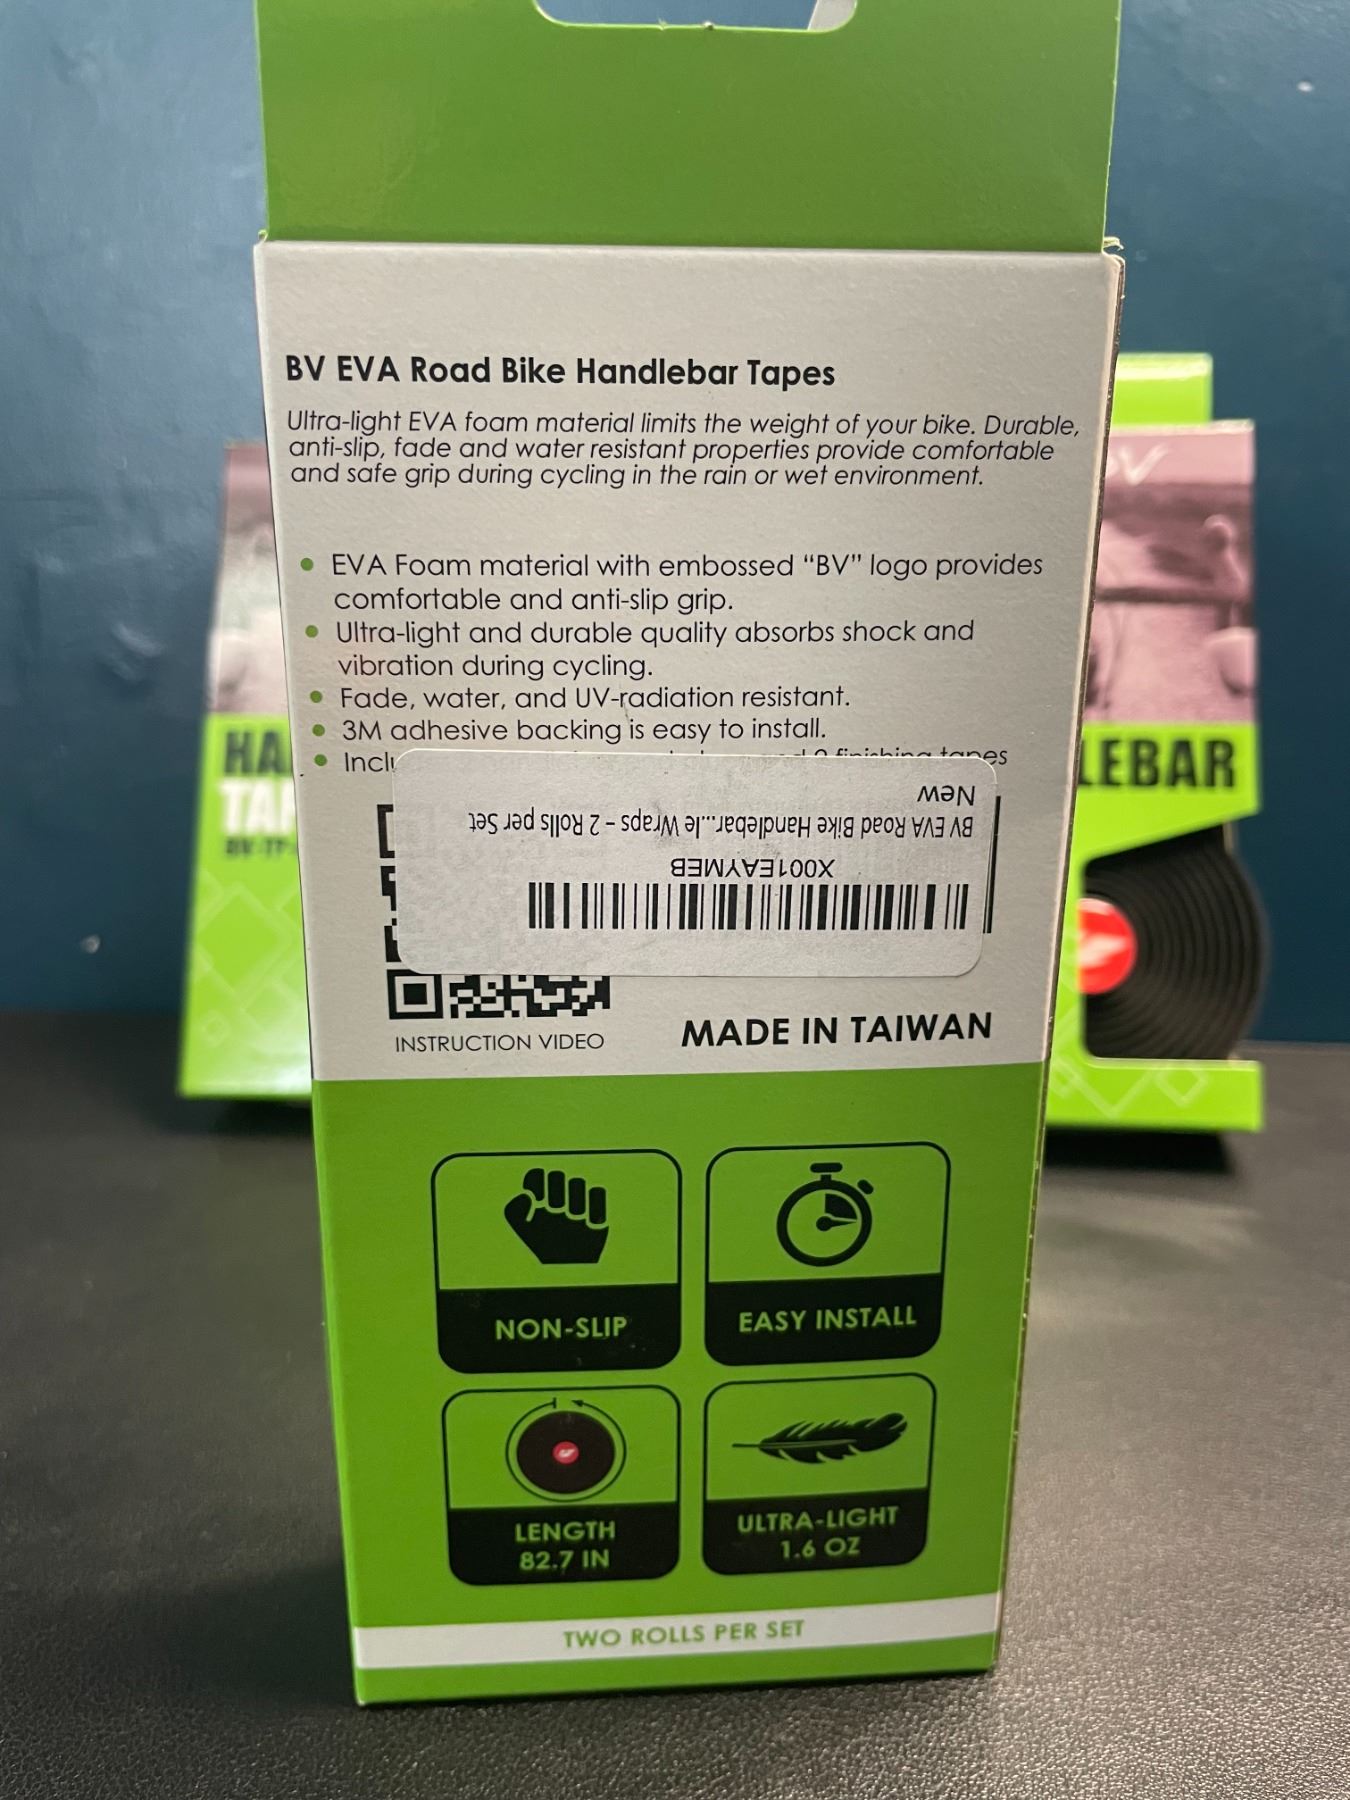 BV EVA Road Bike Handlebar Tapes
Ultra-light EVA foam material limits the weight of your bike. Durable,
anti-slip, fade and water resistant properties provide comfortable
and safe grip during cycling in the rain or wet environment.
• EVA Foam material with embossed “BV” logo provides
comfortable and anti-slip grip.
• Ultra-light and durable quality absorbs shock and
vibration during cycling.
• Fade, water, and UV-radiation resistant.
• 3M adhesive backing is easy to install.
• 2 finishing tapes
X001EAYMEB
BV EVA Road Bike Handlebar...le Wraps – 2 Rolls per Set
New
INSTRUCTION VIDEO
MADE IN TAIWAN
NON-SLIP
EASY INSTALL
LENGTH
82.7 IN
ULTRA-LIGHT
1.6 OZ
TWO ROLLS PER SET
HA
TA
BV
LEBAR